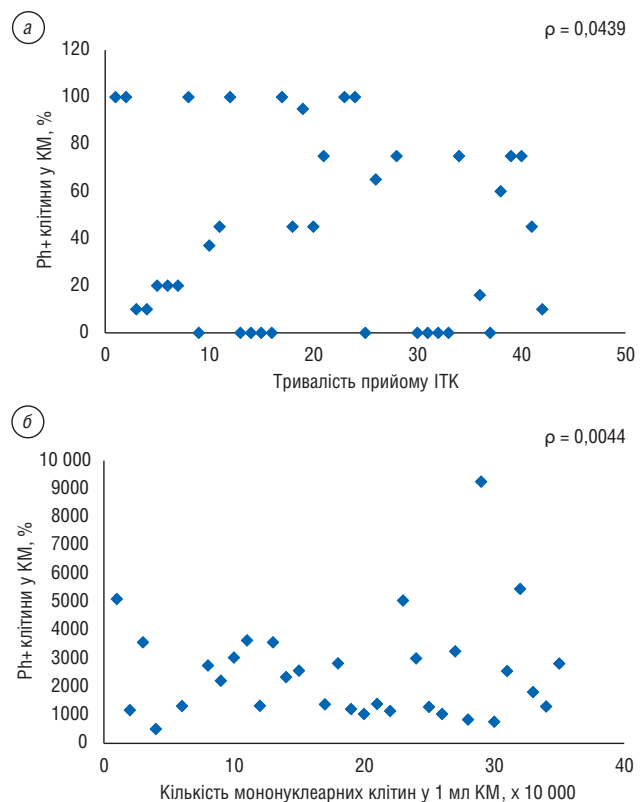 а
ρ = 0,0439
Ph+ клітини у КМ, %
120
100
80
60
40
20
0
0 10 20 30 40 50
Тривалість прийому ІТК
б
ρ = 0,0044
Ph+ клітини у КМ, %
10 000
9000
8000
7000
6000
5000
4000
3000
2000
1000
0
0 10 20 30 40
Кількість мононуклеарних клітин у 1 мл КМ, х 10 000